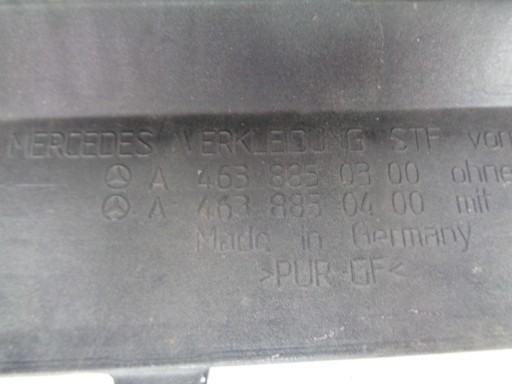 MERCEDES VERKLEIDUNG STF von
A 463 885 03 00 ohne
A 463 885 04 00 mit
Made in Germany
>PUR-GF<